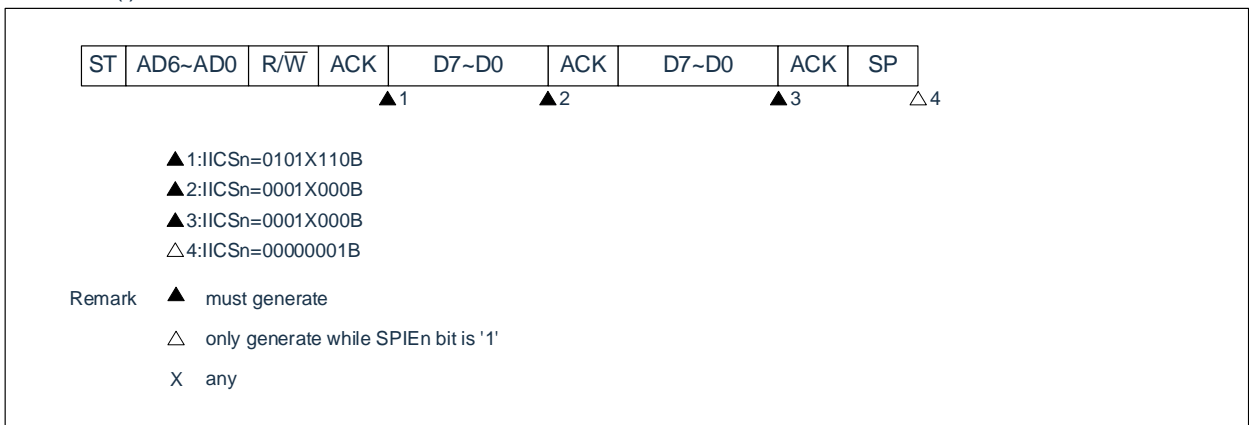 ST AD6~AD0 R/W̅ ACK D7~D0 ACK D7~D0 ACK SP
▲1 ▲2 ▲3 △4
▲1:IICSn=0101X110B
▲2:IICSn=0001X000B
▲3:IICSn=0001X000B
△4:IICSn=00000001B
Remark ▲ must generate
△ only generate while SPIEn bit is '1'
X any